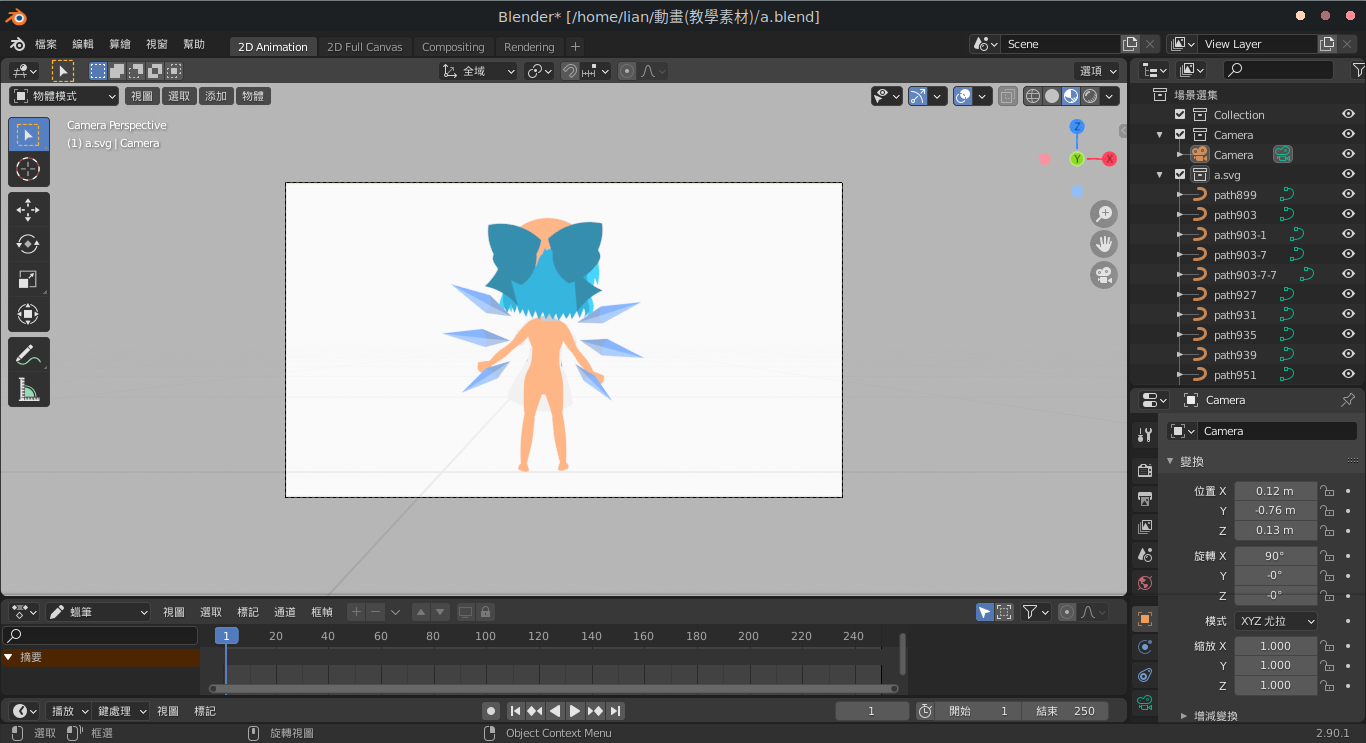 Blender* [/home/lian/動畫(教學素材)/a.blend]
檔案 編輯 算繪 視窗 幫助 2D Animation 2D Full Canvas Compositing Rendering + Scene View Layer
全域 選項
物體模式 視圖 選取 添加 物體
Camera Perspective
(1) a.svg | Camera
Z
Y X
場景選集
Collection
Camera
Camera
a.svg
path899
path903
path903-1
path903-7
path903-7-7
path927
path931
path935
path939
path951
Camera
Camera
變換
位置 X 0.12 m
Y -0.76 m
Z 0.13 m
旋轉 X 90°
Y -0°
Z -0°
模式 XYZ 尤拉
縮放 X 1.000
Y 1.000
Z 1.000
增減變換
蠟筆 視圖 選取 標記 通道 框幀
1 20 40 60 80 100 120 140 160 180 200 220 240
摘要
播放 鍵處理 視圖 標記 1 開始 1 結束 250
選取 框選 旋轉視圖 Object Context Menu 2.90.1